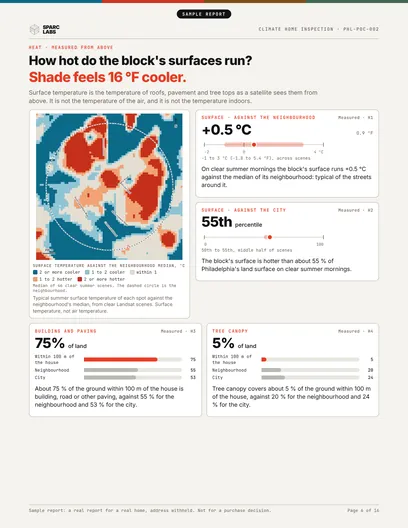 SAMPLE REPORT
SPARC
LABS
CLIMATE HOME INSPECTION · PHL-POC-002
HEAT · MEASURED FROM ABOVE
How hot do the block's surfaces run?
Shade feels 16 °F cooler.
Surface temperature is the temperature of roofs, pavement and tree tops as a satellite sees them from
above. It is not the temperature of the air, and it is not the temperature indoors.
SURFACE TEMPERATURE AGAINST THE NEIGHBOURHOOD MEDIAN, °C
2 or more cooler
1 to 2 cooler
within 1
1 to 2 hotter
2 or more hotter
Median of no clear summer scenes. The dashed circle is the
neighbourhood.
Typical summer surface temperature of each spot against the
neighbourhood's median, from clear Landsat scenes. Surface
temperature, not air temperature.
SURFACE · AGAINST THE NEIGHBOURHOOD
Measured · H1
+0.5 °C
0.9 °F
-2
0
4 °C
-1 to 3 °C (-1.8 to 5.4 °F), across scenes
On clear summer mornings the block's surface runs +0.5 °C
against the median of its neighbourhood: typical of the streets
around it.
SURFACE · AGAINST THE CITY
Measured · H2
55th percentile
0
100
50th to 55th, middle half of scenes
The block's surface is hotter than about 55 % of
Philadelphia's land surface on clear summer mornings.
BUILDING AND PAVING
Measured · H3
75% of land
Within 100 m of
the house
75
Neighbourhood
55
City
53
About 75 % of the ground within 100 m of the house is
building, road or other paving, against 55 % for the
neighbourhood and 53 % for the city.
TREE CANOPY
Measured · H4
5% of land
Within 100 m of
the house
5
Neighbourhood
20
City
24
Tree canopy covers about 5 % of the ground within 100 m
of the house, against 20 % for the neighbourhood and 24
% for the city.
Sample report: a real report for a real home, address withheld. Not for a purchase decision.
Page 6 of 16